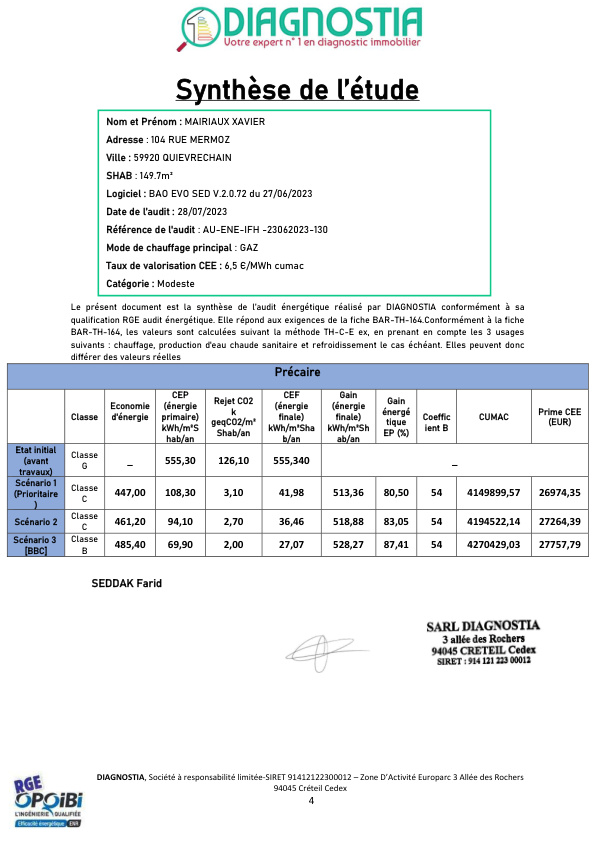 DIAGNOSTIA
Votre expert n°1 en diagnostic immobilier
Synthèse de l'étude
Nom et Prénom : MAIRIAUX XAVIER
Adresse : 104 RUE MERMOZ
Ville : 59920 QUIEVRECHAIN
SHAB : 149.7m²
Logiciel : BAO EVO SED V.2.0.72 du 27/06/2023
Date de l'audit : 28/07/2023
Référence de l'audit : AU-ENE-IFH -23062023-130
Mode de chauffage principal : GAZ
Taux de valorisation CEE : 6,5 €/MWh cumac
Catégorie : Modeste
Le présent document est la synthèse de l'audit énergétique réalisé par DIAGNOSTIA conformément à sa
qualification RGE audit énergétique. Elle répond aux exigences de la fiche BAR-TH-164.Conformément à la fiche
BAR-TH-164, les valeurs sont calculées suivant la méthode TH-C-E ex, en prenant en compte les 3 usages
suivants : chauffage, production d'eau chaude sanitaire et refroidissement le cas échéant. Elles peuvent donc
différer des valeurs réelles
Précaire
Classe | Economie d'énergie | CEP (énergie primaire) kWh/m²S hab/an | Rejet CO2 k geqCO2/m² Shab/an | CEF (énergie finale) kWh/m²Sha b/an | Gain (énergie finale) kWh/m²Sh ab/an | Gain énergé tique EP (%) | Coeffic ient B | CUMAC | Prime CEE (EUR)
Etat initial (avant travaux) | Classe G | _ | 555,30 | 126,10 | 555,340 | _
Scénario 1 (Prioritaire ) | Classe C | 447,00 | 108,30 | 3,10 | 41,98 | 513,36 | 80,50 | 54 | 4149899,57 | 26974,35
Scénario 2 | Classe C | 461,20 | 94,10 | 2,70 | 36,46 | 518,88 | 83,05 | 54 | 4194522,14 | 27264,39
Scénario 3 [BBC] | Classe B | 485,40 | 69,90 | 2,00 | 27,07 | 528,27 | 87,41 | 54 | 4270429,03 | 27757,79
SEDDAK Farid
SARL DIAGNOSTIA
3 allée des Rochers
94045 CRETEIL Cedex
SIRET : 914 121 223 00012
RGE
OPQIBI
L'INGÉNIERIE QUALIFIÉE
Efficacité énergétique ENR
DIAGNOSTIA, Société à responsabilité limitée-SIRET 91412122300012 – Zone D'Activité Europarc 3 Allée des Rochers
94045 Créteil Cedex
4